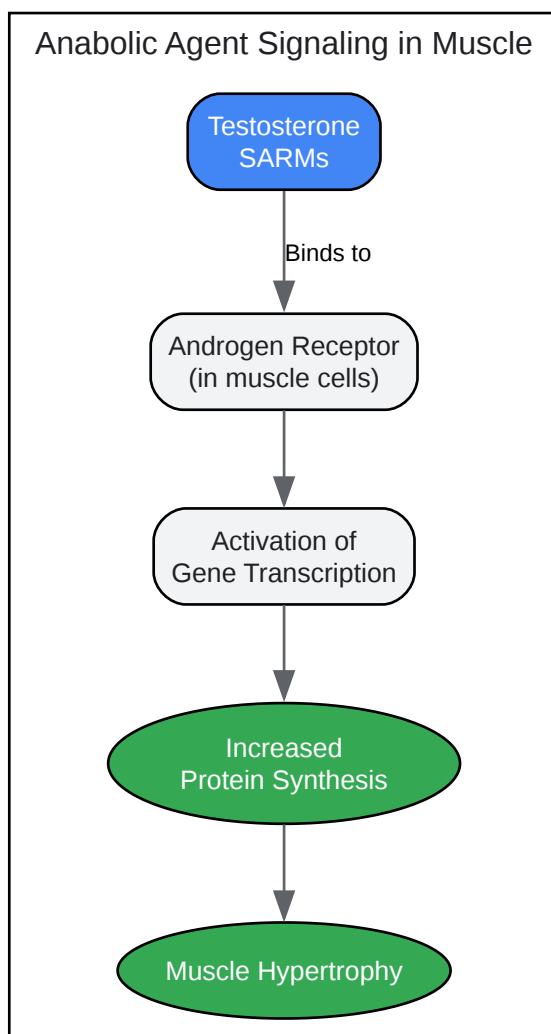 Anabolic Agent Signaling in Muscle
Testosterone
SARMs
Binds to
Androgen Receptor
(in muscle cells)
Activation of
Gene Transcription
Increased
Protein Synthesis
Muscle Hypertrophy